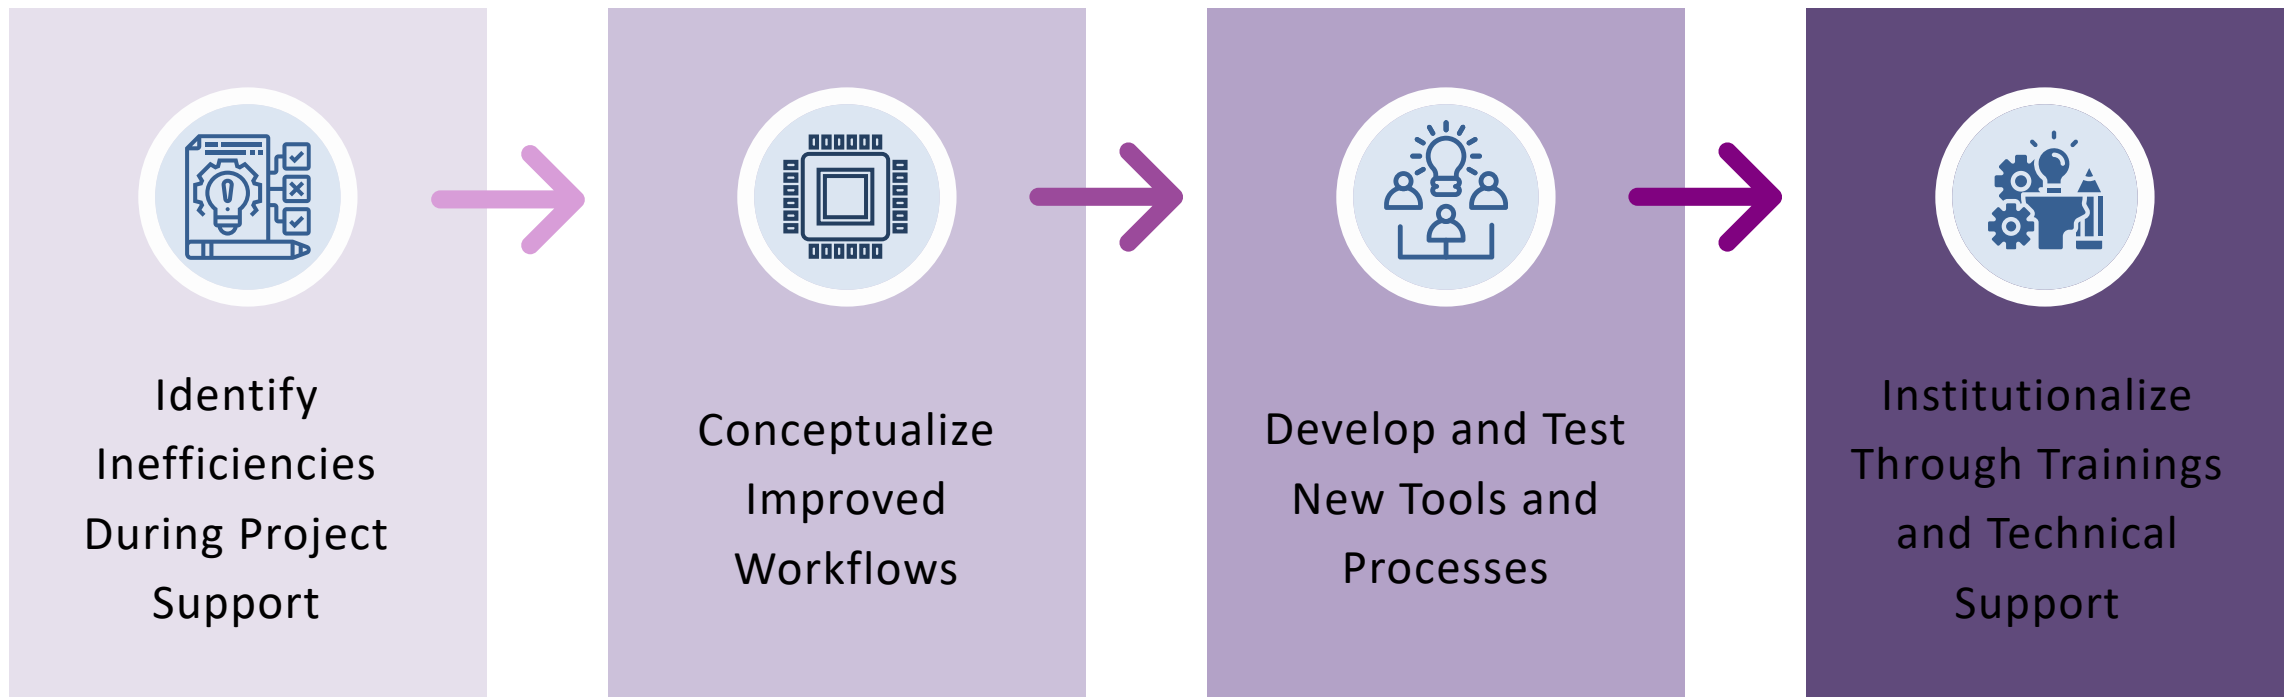 Identify
Inefficiencies
During Project
Support
Conceptualize
Improved
Workflows
Develop and Test
New Tools and
Processes
Institutionalize
Through Trainings
and Technical
Support